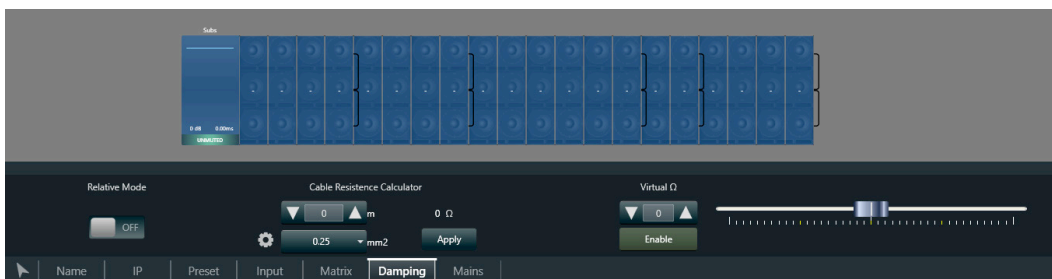 Subs
0 dB 0.00ms
UNMUTED
Relative Mode Cable Resistence Calculator Virtual Ω
0 m 0 Ω 0
OFF
0.25 mm2 Apply Enable
Name IP Preset Input Matrix Damping Mains